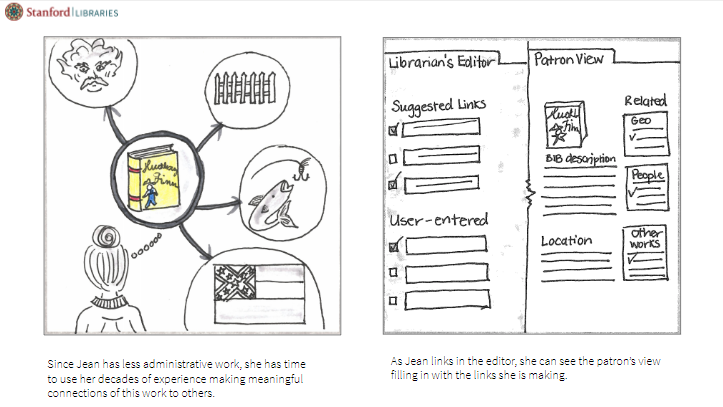 Stanford | LIBRARIES
Huckleberry
Finn
Since Jean has less administrative work, she has time
to use her decades of experience making meaningful
connections of this work to others.
Librarian's Editor
Suggested Links
User-entered
Patron View
Huck
Fin
BIB description
Location
Related
Geo
People
Other
works
As Jean links in the editor, she can see the patron's view
filling in with the links she is making.